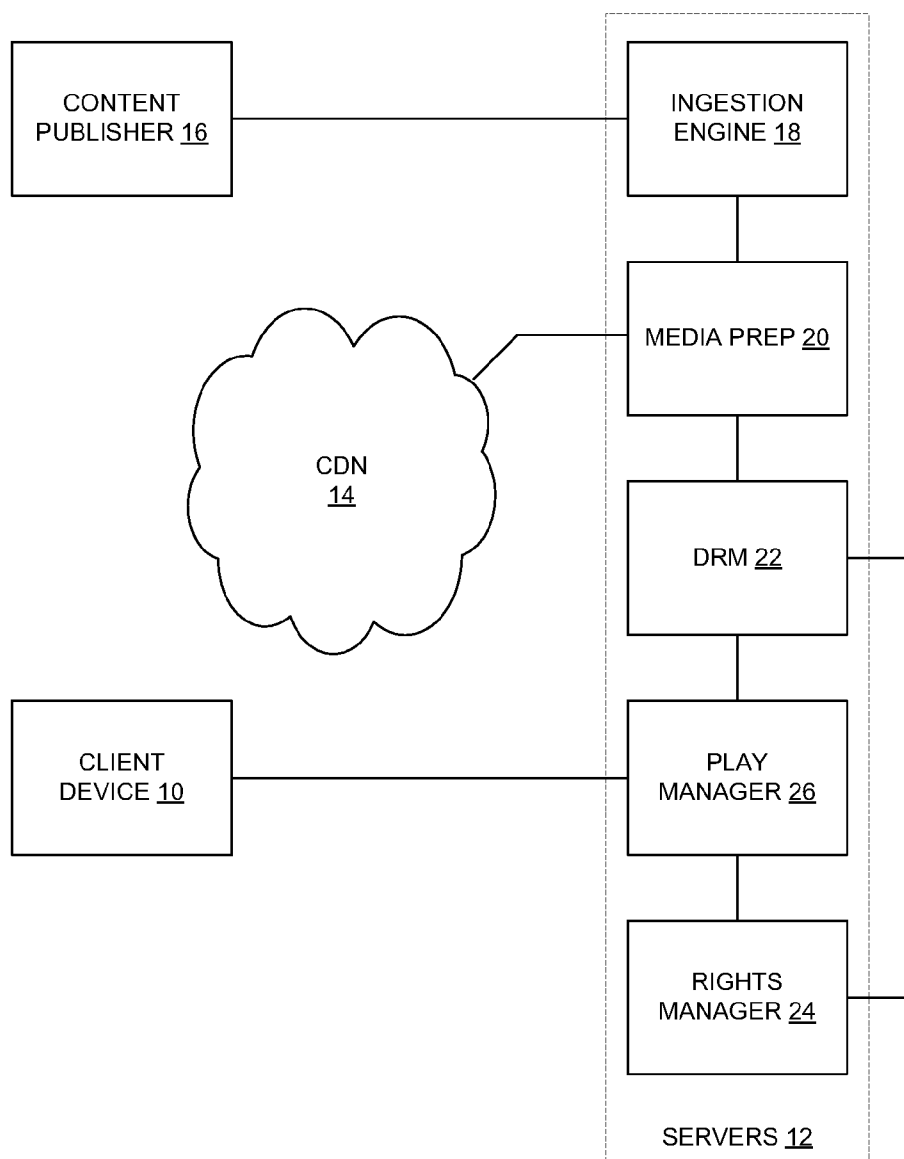 CONTENT
PUBLISHER 16
INGESTION
ENGINE 18
MEDIA PREP 20
CDN
14
DRM 22
CLIENT
DEVICE 10
PLAY
MANAGER 26
RIGHTS
MANAGER 24
SERVERS 12